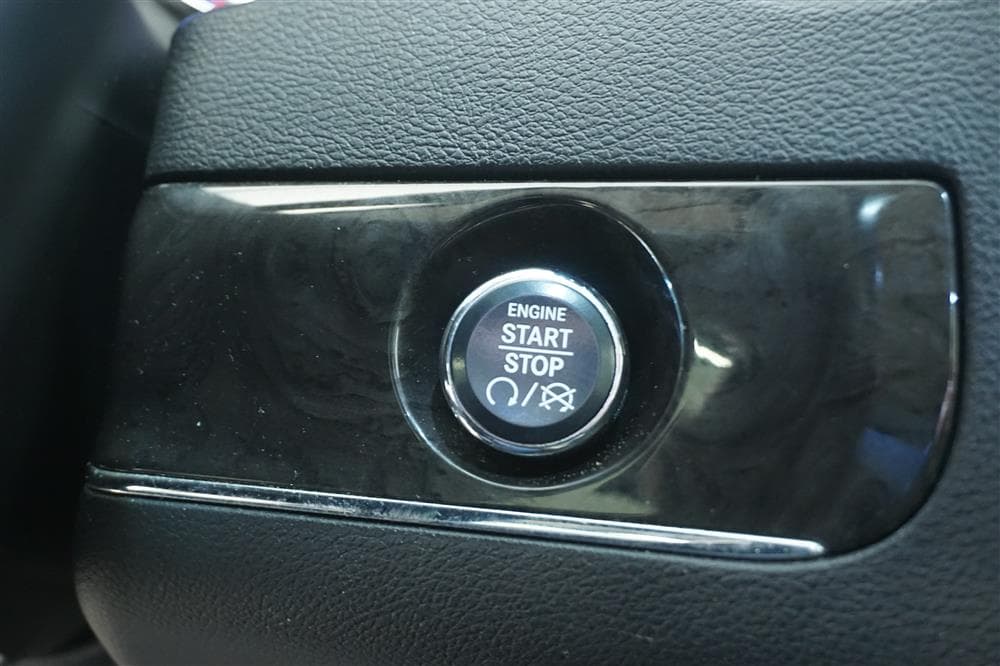 ENGINE
START
STOP
/